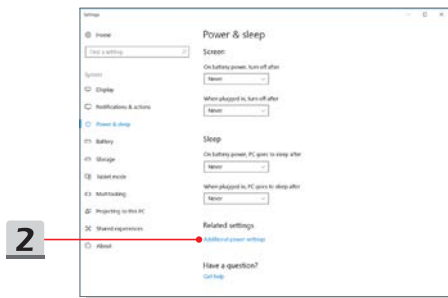 Settings
Home
Find a setting
System
Display
Notifications & actions
Power & sleep
Battery
Storage
Tablet mode
Multitasking
Projecting to this PC
Shared experiences
About
Power & sleep
Screen
On battery power, turn off after
Never
When plugged in, turn off after
Never
Sleep
On battery power, PC goes to sleep after
Never
When plugged in, PC goes to sleep after
Never
Related settings
Additional power settings
Have a question?
Get help
2